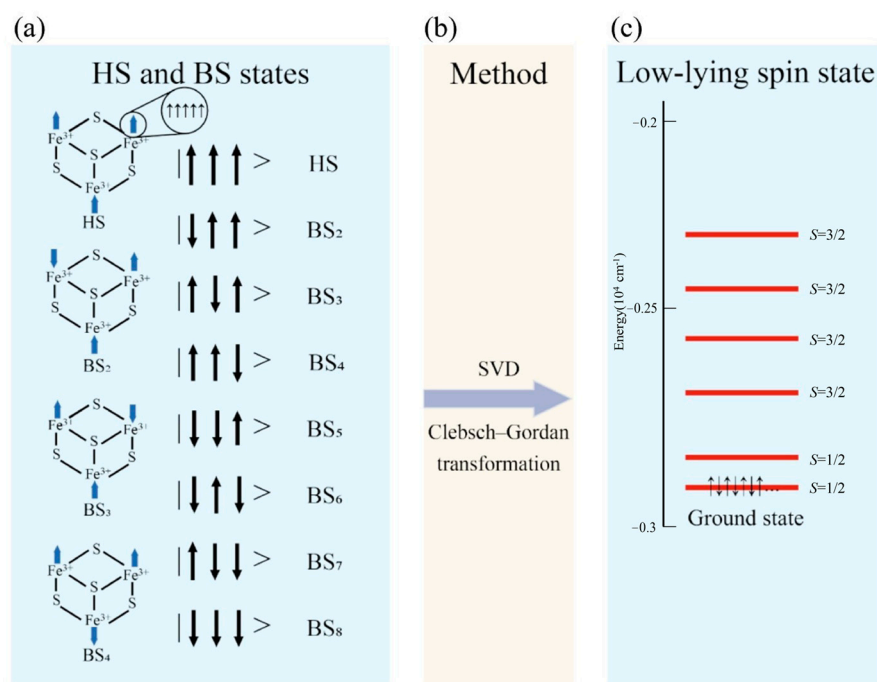 (a)
HS and BS states
↑↑↑↑↑
S
Fe³⁺
Fe³⁺
S
S
S
Fe³⁺
HS
S
Fe³⁺
Fe³⁺
S
S
S
Fe³⁺
BS₂
S
Fe³⁺
Fe³⁺
S
S
S
Fe³⁺
BS₃
S
Fe³⁺
Fe³⁺
S
S
S
Fe³⁺
BS₄
|↑↑↑> HS
|↓↑↑> BS₂
|↑↓↑> BS₃
|↑↑↓> BS₄
|↓↓↑> BS₅
|↓↑↓> BS₆
|↑↓↓> BS₇
|↓↓↓> BS₈
(b)
Method
SVD
Clebsch–Gordan
transformation
(c)
Low-lying spin state
Energy(10⁴ cm⁻¹)
−0.2
−0.25
−0.3
S=3/2
S=3/2
S=3/2
S=3/2
S=1/2
↑↓↑↓↑↓↑... S=1/2
Ground state